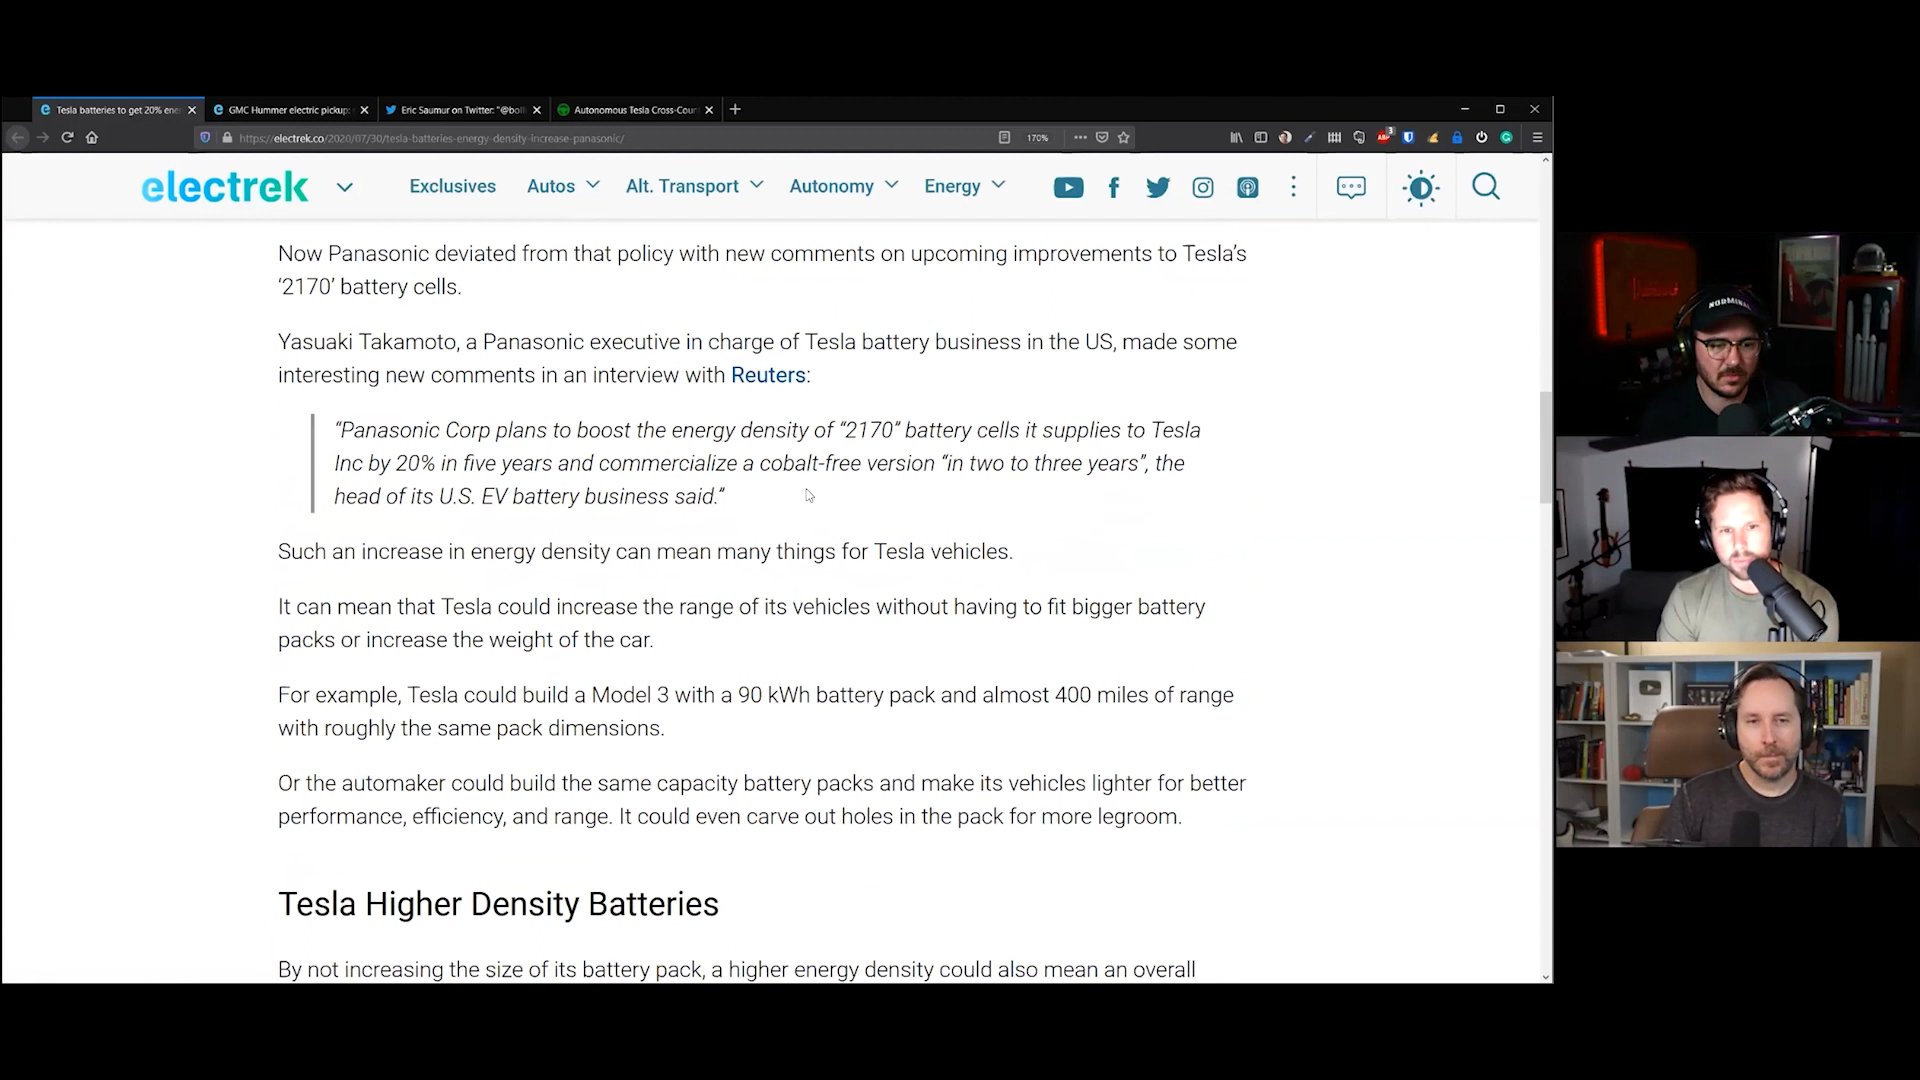 Tesla batteries to get 20% ene
GMC Hummer electric pickup:
Eric Saumur on Twitter: "@boll
Autonomous Tesla Cross-Coun
https://electrek.co/2020/07/30/tesla-batteries-energy-density-increase-panasonic/
170%
electrek
Exclusives
Autos
Alt. Transport
Autonomy
Energy
Now Panasonic deviated from that policy with new comments on upcoming improvements to Tesla’s
‘2170’ battery cells.
Yasuaki Takamoto, a Panasonic executive in charge of Tesla battery business in the US, made some
interesting new comments in an interview with Reuters:
“Panasonic Corp plans to boost the energy density of “2170” battery cells it supplies to Tesla
Inc by 20% in five years and commercialize a cobalt-free version “in two to three years”, the
head of its U.S. EV battery business said.”
Such an increase in energy density can mean many things for Tesla vehicles.
It can mean that Tesla could increase the range of its vehicles without having to fit bigger battery
packs or increase the weight of the car.
For example, Tesla could build a Model 3 with a 90 kWh battery pack and almost 400 miles of range
with roughly the same pack dimensions.
Or the automaker could build the same capacity battery packs and make its vehicles lighter for better
performance, efficiency, and range. It could even carve out holes in the pack for more legroom.
Tesla Higher Density Batteries
By not increasing the size of its battery pack, a higher energy density could also mean an overall
NORMINAL